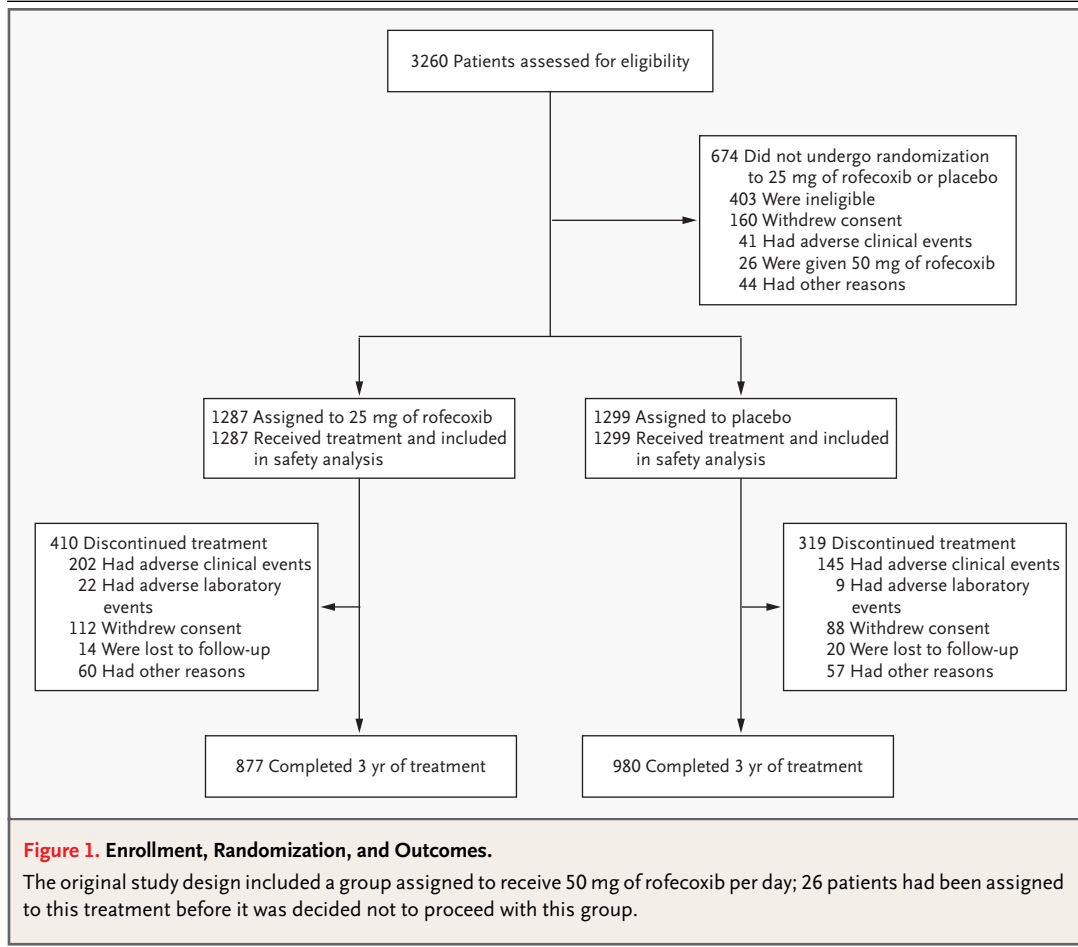 3260 Patients assessed for eligibility
674 Did not undergo randomization
to 25 mg of rofecoxib or placebo
403 Were ineligible
160 Withdrew consent
41 Had adverse clinical events
26 Were given 50 mg of rofecoxib
44 Had other reasons
1287 Assigned to 25 mg of rofecoxib
1287 Received treatment and included
in safety analysis
1299 Assigned to placebo
1299 Received treatment and included
in safety analysis
410 Discontinued treatment
202 Had adverse clinical events
22 Had adverse laboratory
events
112 Withdrew consent
14 Were lost to follow-up
60 Had other reasons
319 Discontinued treatment
145 Had adverse clinical events
9 Had adverse laboratory
events
88 Withdrew consent
20 Were lost to follow-up
57 Had other reasons
877 Completed 3 yr of treatment
980 Completed 3 yr of treatment
Figure 1. Enrollment, Randomization, and Outcomes.
The original study design included a group assigned to receive 50 mg of rofecoxib per day; 26 patients had been assigned
to this treatment before it was decided not to proceed with this group.